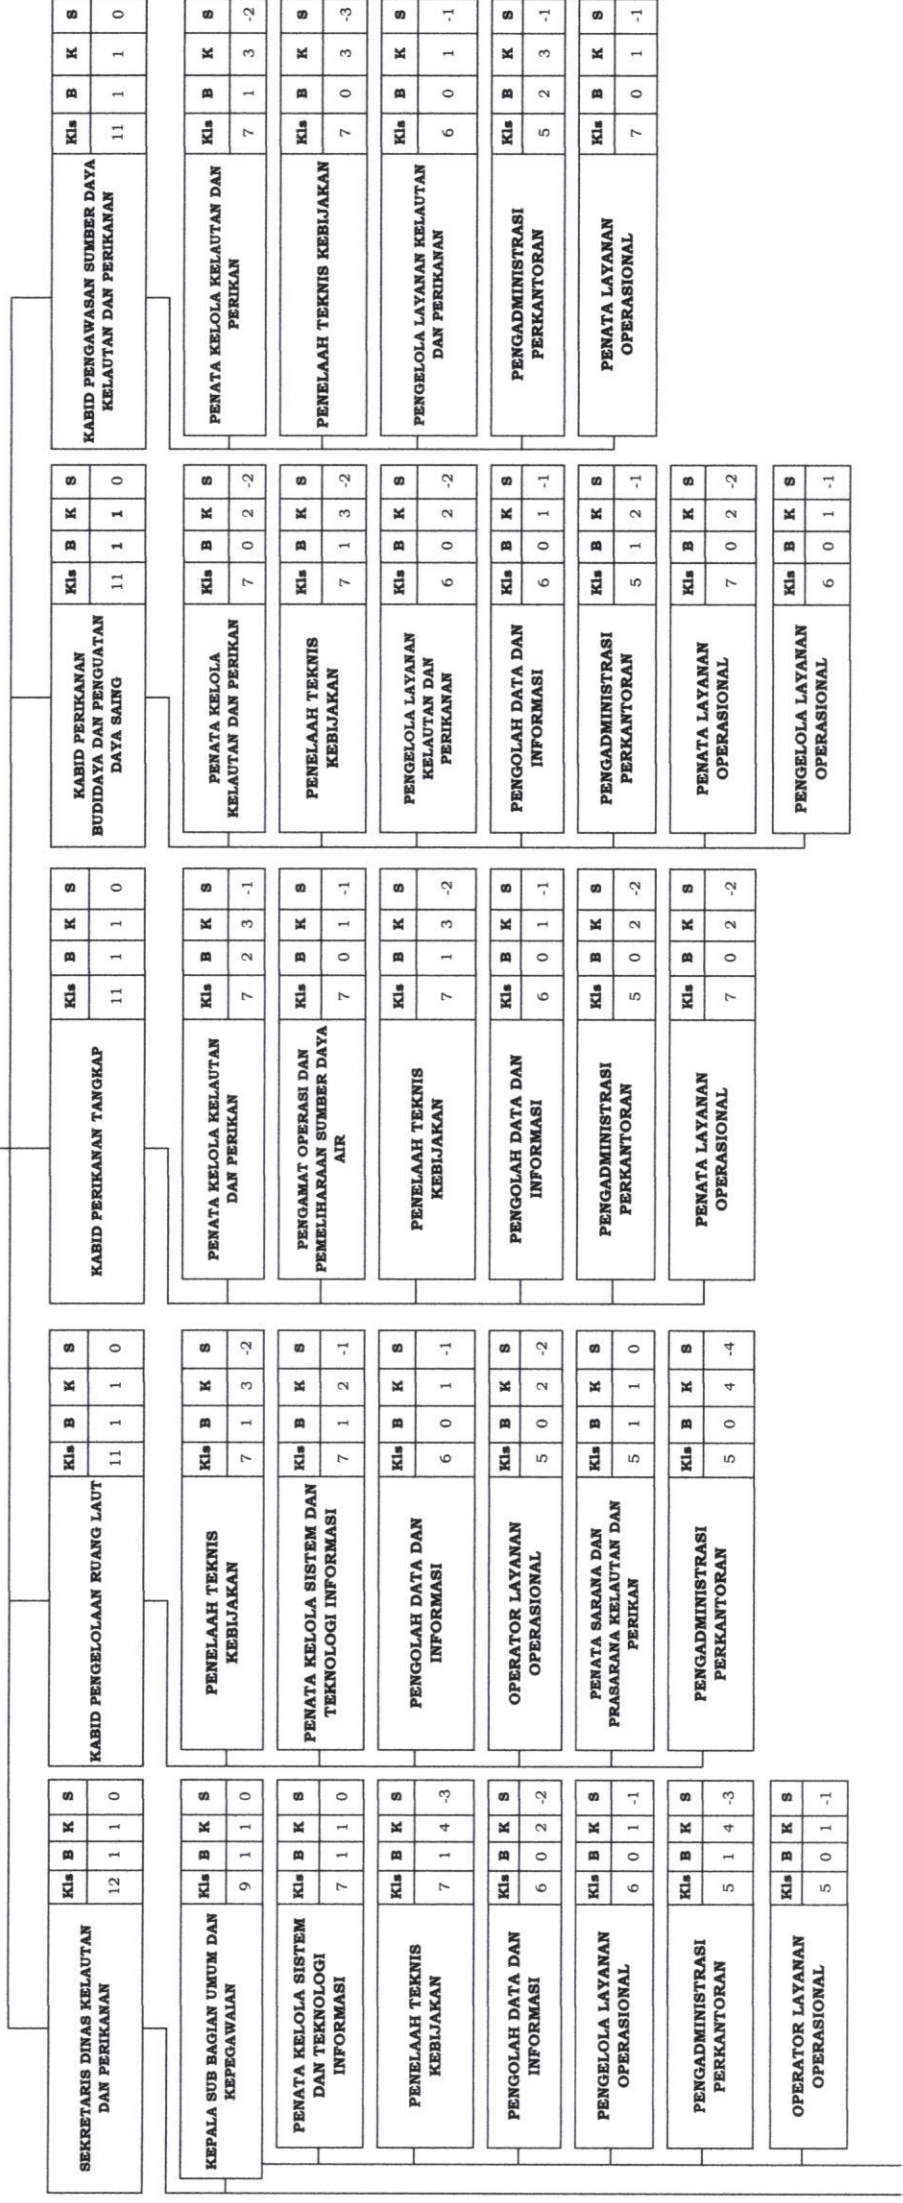 SEKRETARIS DINAS KELAUTAN
DAN PERIKANAN
Kls B K S
12 1 1 0
KEPALA SUB BAGIAN UMUM DAN
KEPEGAWAIAN
Kls B K S
9 1 1 0
PENATA KELOLA SISTEM
DAN TEKNOLOGI
INFORMASI
Kls B K S
7 1 1 0
PENELAAH TEKNIS
KEBIJAKAN
Kls B K S
7 1 4 -3
PENGOLAH DATA DAN
INFORMASI
Kls B K S
6 0 2 -2
PENGELOLA LAYANAN
OPERASIONAL
Kls B K S
6 0 1 -1
PENGADMINISTRASI
PERKANTORAN
Kls B K S
5 1 4 -3
OPERATOR LAYANAN
OPERASIONAL
Kls B K S
5 0 1 -1
KABID PENGELOLAAN RUANG LAUT
Kls B K S
11 1 1 0
PENELAAH TEKNIS
KEBIJAKAN
Kls B K S
7 1 3 -2
PENATA KELOLA SISTEM DAN
TEKNOLOGI INFORMASI
Kls B K S
7 1 2 -1
PENGOLAH DATA DAN
INFORMASI
Kls B K S
6 0 1 -1
OPERATOR LAYANAN
OPERASIONAL
Kls B K S
5 0 2 -2
PENATA SARANA DAN
PRASARANA KELAUTAN DAN
PERIKAN
Kls B K S
5 1 1 0
PENGADMINISTRASI
PERKANTORAN
Kls B K S
5 0 4 -4
KABID PERIKANAN TANGKAP
Kls B K S
11 1 1 0
PENATA KELOLA KELAUTAN
DAN PERIKAN
Kls B K S
7 2 3 -1
PENGAMAT OPERASI DAN
PEMELIHARAAN SUMBER DAYA
AIR
Kls B K S
7 0 1 -1
PENELAAH TEKNIS
KEBIJAKAN
Kls B K S
7 1 3 -2
PENGOLAH DATA DAN
INFORMASI
Kls B K S
6 0 1 -1
PENGADMINISTRASI
PERKANTORAN
Kls B K S
5 0 2 -2
PENATA LAYANAN
OPERASIONAL
Kls B K S
7 0 2 -2
KABID PERIKANAN
BUDIDAYA DAN PENGUATAN
DAYA SAING
Kls B K S
11 1 1 0
PENATA KELOLA
KELAUTAN DAN PERIKAN
Kls B K S
7 0 2 -2
PENELAAH TEKNIS
KEBIJAKAN
Kls B K S
7 1 3 -2
PENGELOLA LAYANAN
KELAUTAN DAN
PERIKANAN
Kls B K S
6 0 2 -2
PENGOLAH DATA DAN
INFORMASI
Kls B K S
6 0 1 -1
PENGADMINISTRASI
PERKANTORAN
Kls B K S
5 1 2 -1
PENATA LAYANAN
OPERASIONAL
Kls B K S
7 0 2 -2
PENGELOLA LAYANAN
OPERASIONAL
Kls B K S
6 0 1 -1
KABID PENGAWASAN SUMBER DAYA
KELAUTAN DAN PERIKANAN
Kls B K S
11 1 1 0
PENATA KELOLA KELAUTAN DAN
PERIKAN
Kls B K S
7 1 3 -2
PENELAAH TEKNIS KEBIJAKAN
Kls B K S
7 0 3 -3
PENGELOLA LAYANAN KELAUTAN
DAN PERIKANAN
Kls B K S
6 0 1 -1
PENGADMINISTRASI
PERKANTORAN
Kls B K S
5 2 3 -1
PENATA LAYANAN
OPERASIONAL
Kls B K S
7 0 1 -1